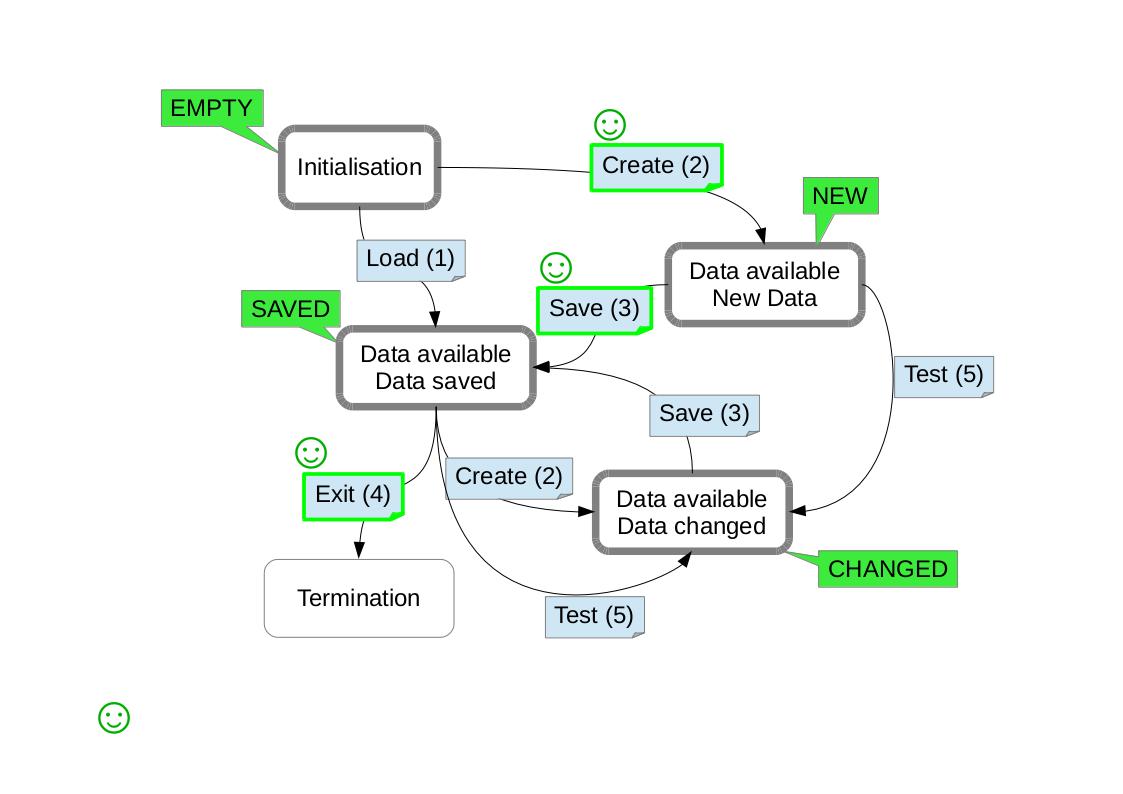 EMPTY
Initialisation
Create (2)
NEW
Load (1)
Data available
New Data
SAVED
Save (3)
Data available
Data saved
Test (5)
Save (3)
Exit (4)
Create (2)
Data available
Data changed
CHANGED
Termination
Test (5)